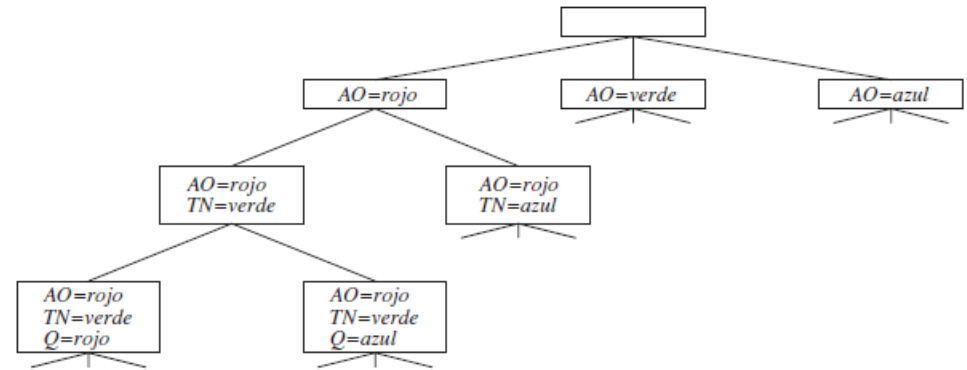 AO=rojo
AO=verde
AO=azul
AO=rojo
TN=verde
AO=rojo
TN=azul
AO=rojo
TN=verde
Q=rojo
AO=rojo
TN=verde
Q=azul